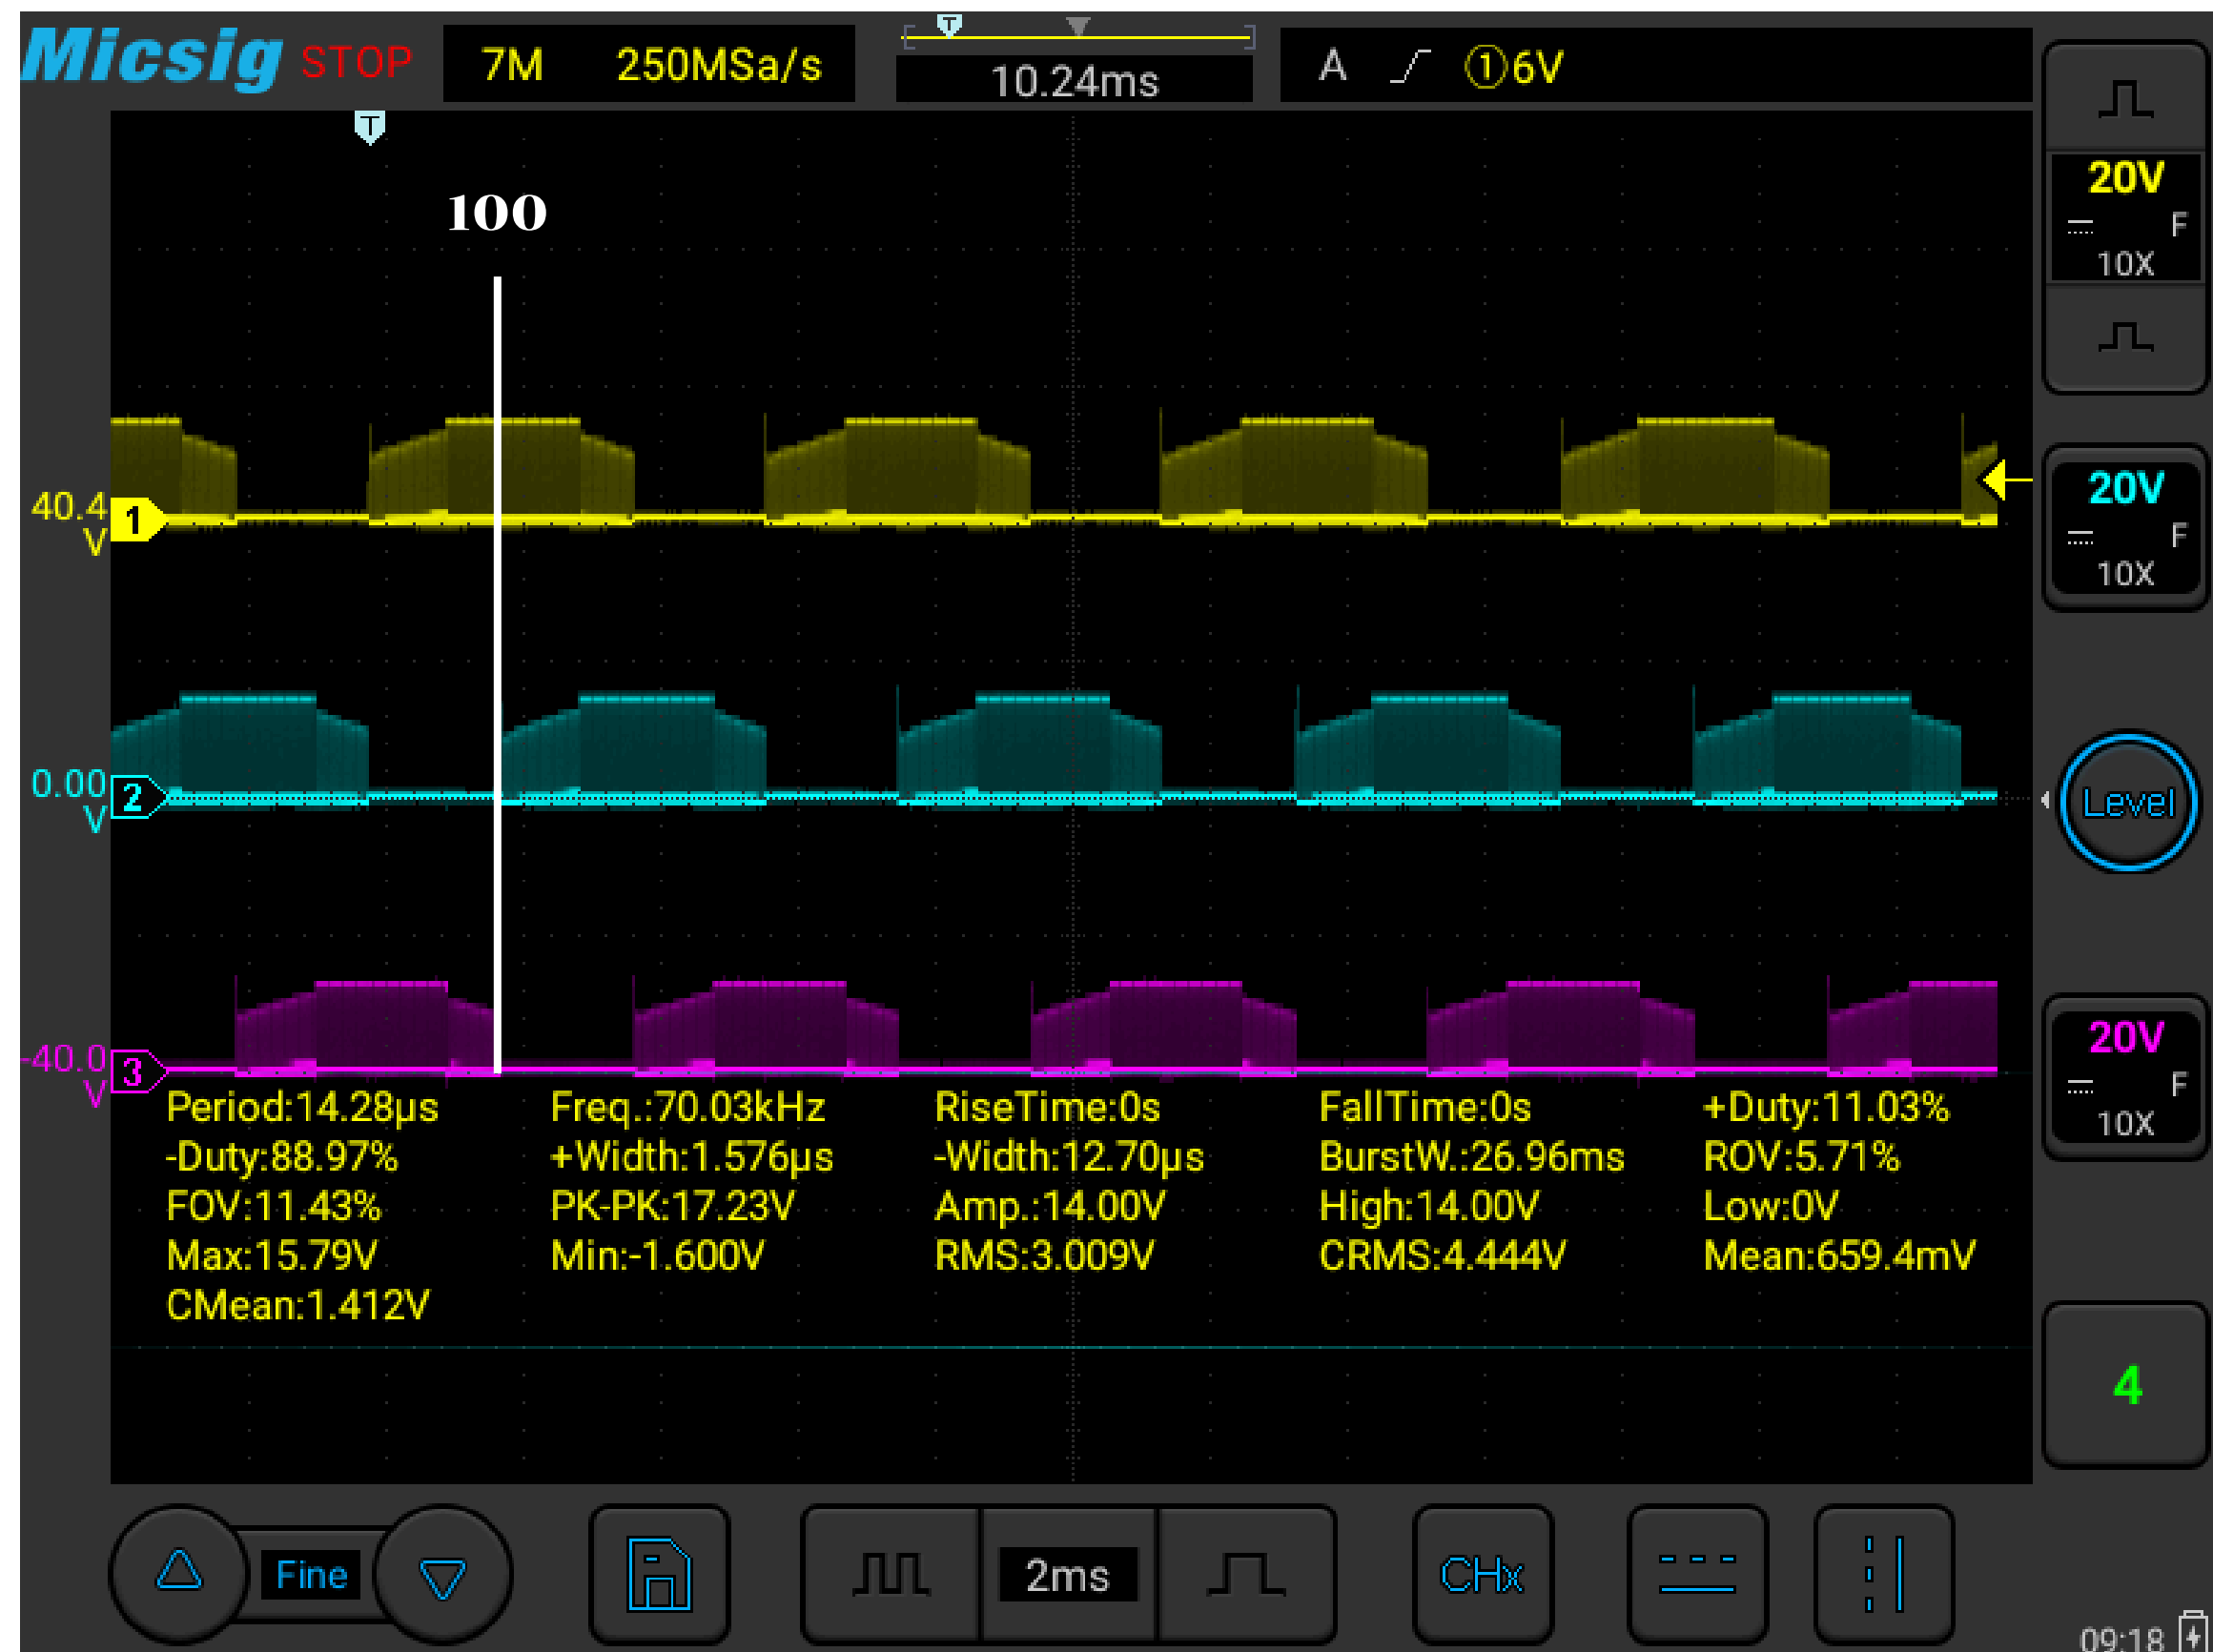 Micsig STOP 7M 250MSa/s 10.24ms A ①6V
T
T
100
20V
F
10X
40.4
V
1
20V
F
10X
0.00
V
2
Level
20V
F
10X
-40.0
V
3
Period:14.28µs Freq.:70.03kHz RiseTime:0s FallTime:0s +Duty:11.03%
-Duty:88.97% +Width:1.576µs -Width:12.70µs BurstW.:26.96ms ROV:5.71%
FOV:11.43% PK-PK:17.23V Amp.:14.00V High:14.00V Low:0V
Max:15.79V Min:-1.600V RMS:3.009V CRMS:4.444V Mean:659.4mV
CMean:1.412V
4
Fine 2ms CHx
09:18